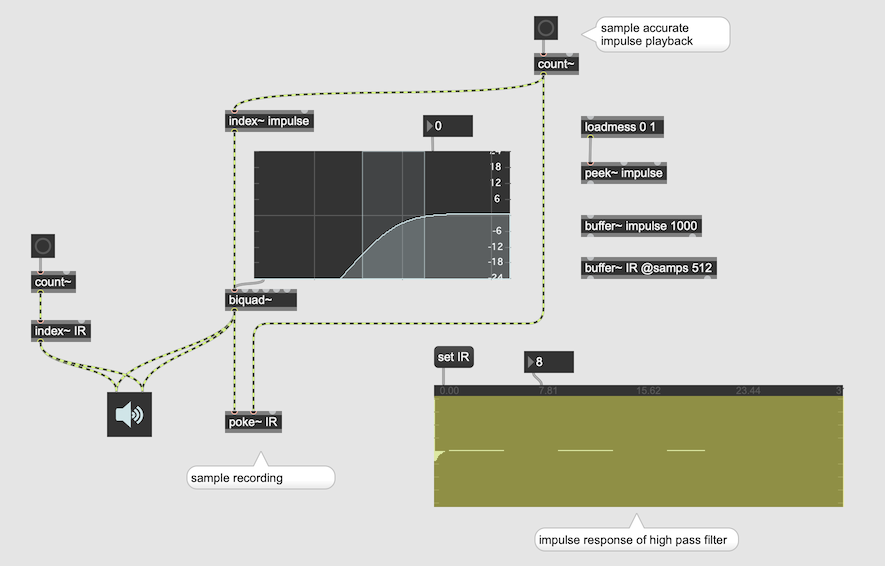 sample accurate
impulse playback
count~
index~ impulse
0
loadmess 0 1
24
18
12
6
-6
-12
-18
-24
peek~ impulse
buffer~ impulse 1000
buffer~ IR @samps 512
count~
biquad~
index~ IR
set IR
8
0.00 7.81 15.62 23.44
poke~ IR
sample recording
impulse response of high pass filter